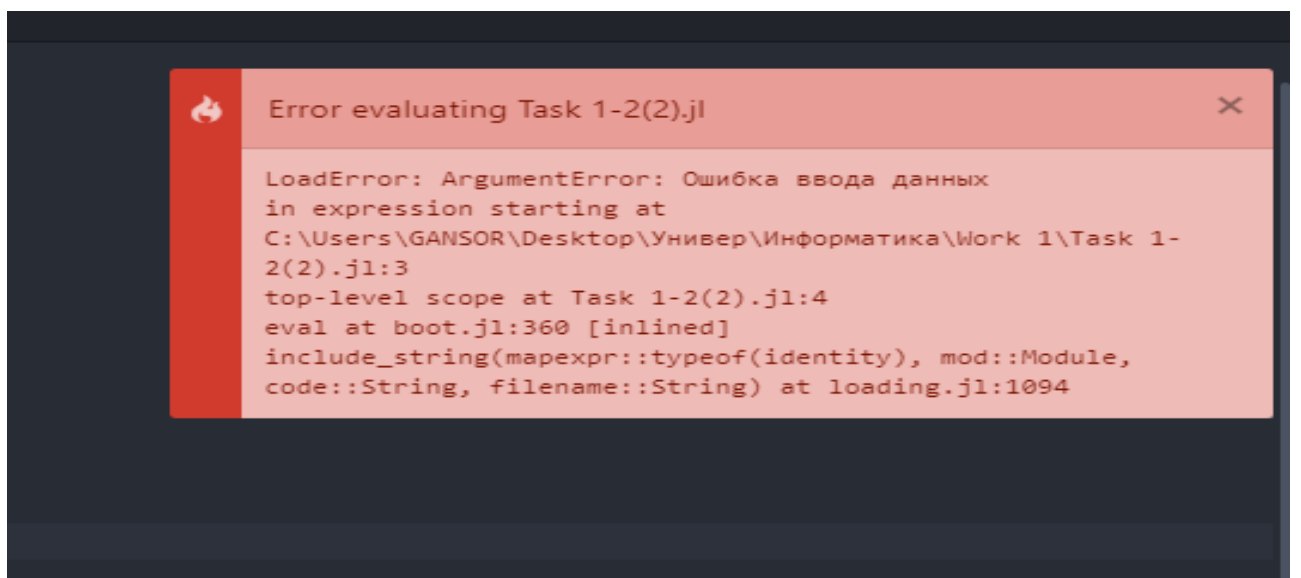 Error evaluating Task 1-2(2).jl
LoadError: ArgumentError: Ошибка ввода данных
in expression starting at
C:\Users\GANSOR\Desktop\Универ\Информатика\Work 1\Task 1-
2(2).jl:3
top-level scope at Task 1-2(2).jl:4
eval at boot.jl:360 [inlined]
include_string(mapexpr::typeof(identity), mod::Module,
code::String, filename::String) at loading.jl:1094